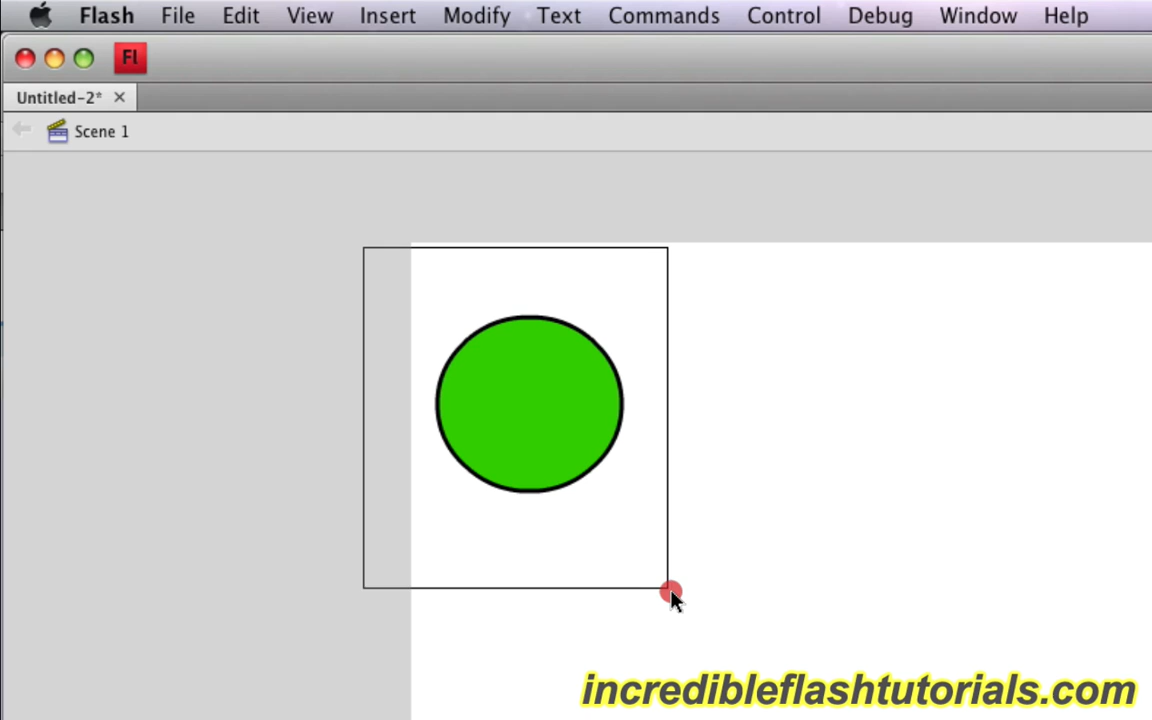 Flash File Edit View Insert Modify Text Commands Control Debug Window Help
Fl
Untitled-2*
Scene 1
incredibleflashtutorials.com